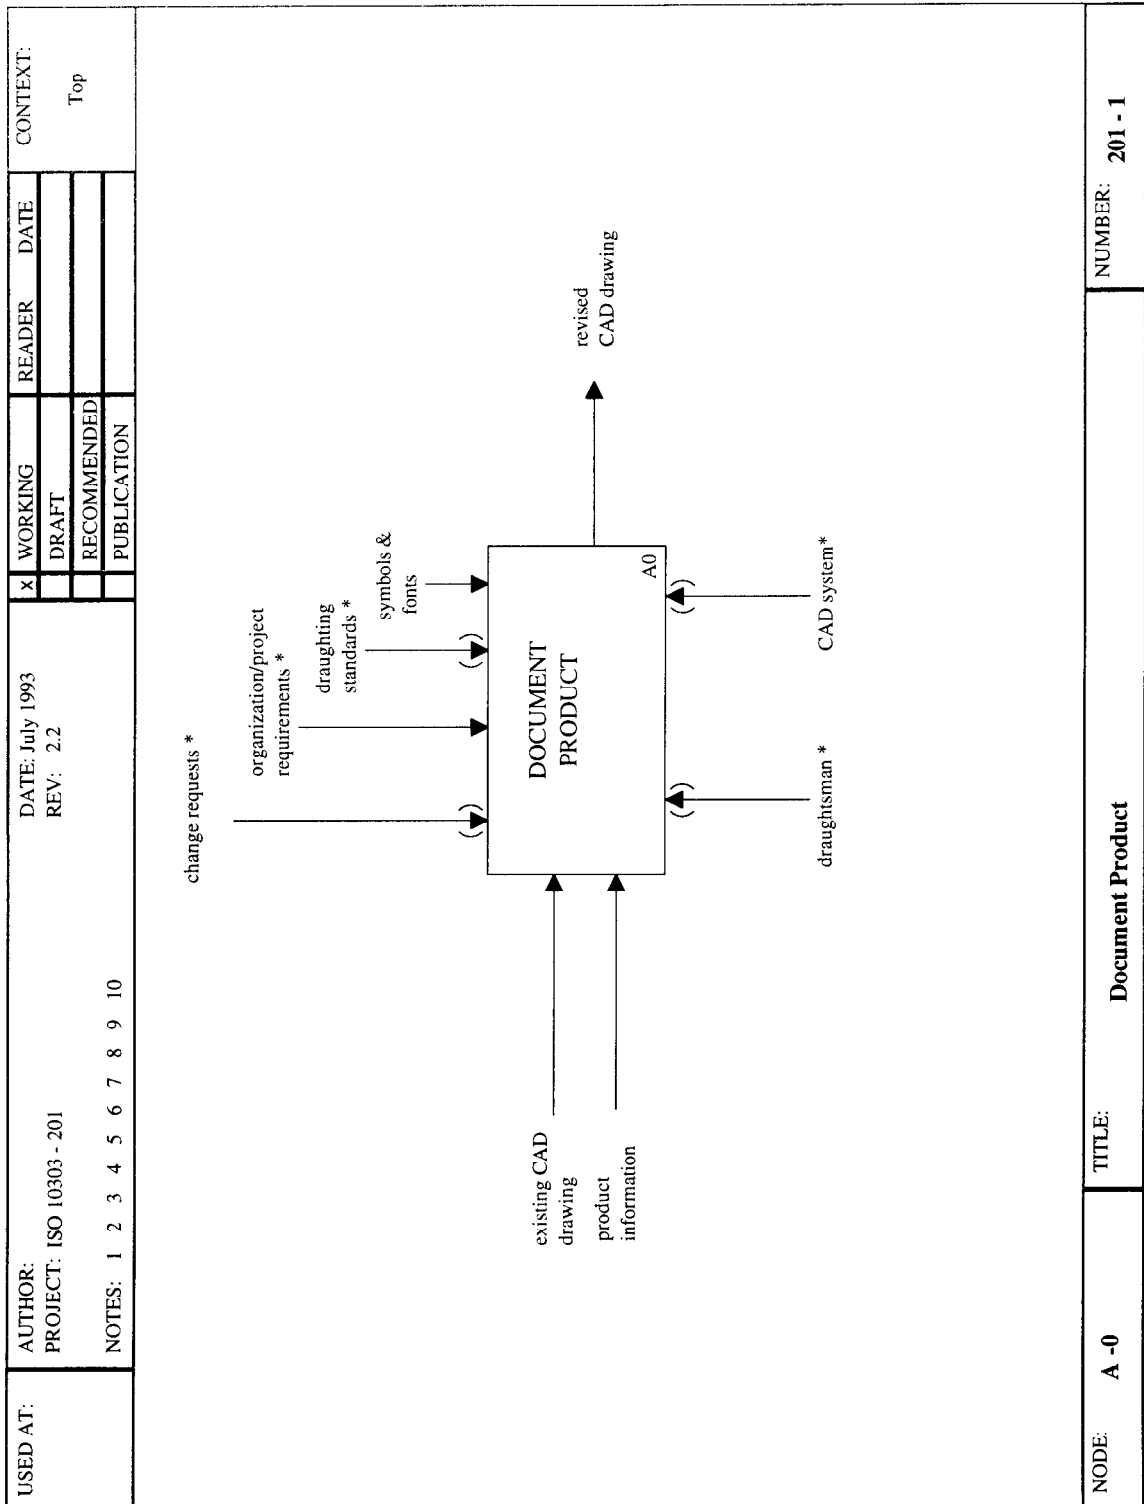 USED AT:
AUTHOR:
PROJECT: ISO 10303 - 201
NOTES: 1 2 3 4 5 6 7 8 9 10
DATE: July 1993
REV: 2.2
X WORKING
DRAFT
RECOMMENDED
PUBLICATION
READER DATE
CONTEXT:
Top
change requests *
organization/project
requirements *
draughting
standards *
symbols &
fonts
existing CAD
drawing
product
information
DOCUMENT
PRODUCT
A0
revised
CAD drawing
draughtsman *
CAD system*
NODE: A -0
TITLE: Document Product
NUMBER: 201 - 1